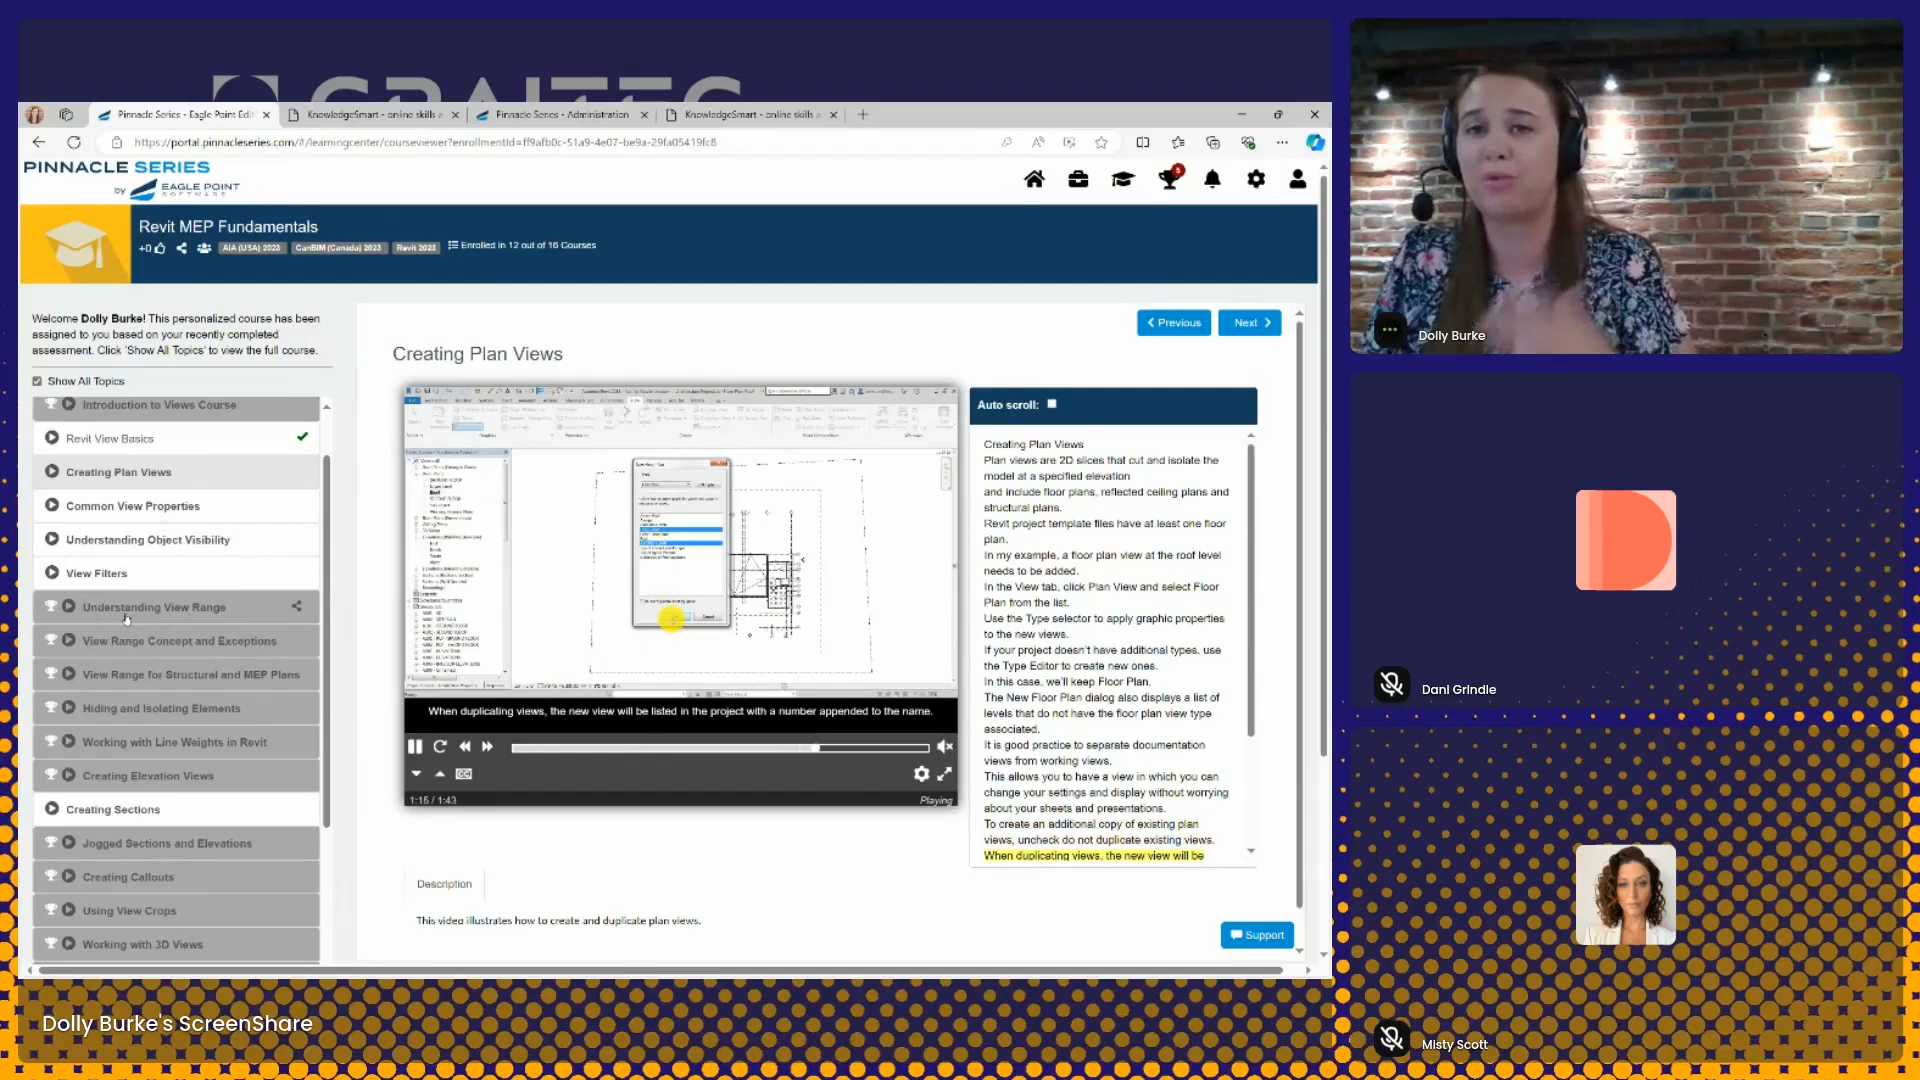 GRAITEC
Pinnacle Series - Eagle Point Edi
KnowledgeSmart - online skills a
Pinnacle Series - Administration
KnowledgeSmart - online skills a
https://portal.pinnacleseries.com/#/learningcenter/courseviewer?enrollmentId=ff9afb0c-51a9-4e07-be9a-29fa05419fc8
PINNACLE SERIES
by EAGLE POINT
SOFTWARE
5
Revit MEP Fundamentals
+0
AIA (USA) 2023
CanBIM (Canada) 2023
Revit 2023
Enrolled in 12 out of 16 Courses
Welcome Dolly Burke! This personalized course has been
assigned to you based on your recently completed
assessment. Click 'Show All Topics' to view the full course.
Show All Topics
Introduction to Views Course
Revit View Basics
Creating Plan Views
Common View Properties
Understanding Object Visibility
View Filters
Understanding View Range
View Range Concept and Exceptions
View Range for Structural and MEP Plans
Hiding and Isolating Elements
Working with Line Weights in Revit
Creating Elevation Views
Creating Sections
Jogged Sections and Elevations
Creating Callouts
Using View Crops
Working with 3D Views
Previous
Next
Creating Plan Views
When duplicating views, the new view will be listed in the project with a number appended to the name.
CC
1:15 / 1:43
Playing
Auto scroll:
Creating Plan Views
Plan views are 2D slices that cut and isolate the
model at a specified elevation
and include floor plans, reflected ceiling plans and
structural plans.
Revit project template files have at least one floor
plan.
In my example, a floor plan view at the roof level
needs to be added.
In the View tab, click Plan View and select Floor
Plan from the list.
Use the Type selector to apply graphic properties
to the new views.
If your project doesn't have additional types, use
the Type Editor to create new ones.
In this case, we'll keep Floor Plan.
The New Floor Plan dialog also displays a list of
levels that do not have the floor plan view type
associated.
It is good practice to separate documentation
views from working views.
This allows you to have a view in which you can
change your settings and display without worrying
about your sheets and presentations.
To create an additional copy of existing plan
views, uncheck do not duplicate existing views.
When duplicating views, the new view will be
Description
This video illustrates how to create and duplicate plan views.
Support
Dolly Burke's ScreenShare
Dolly Burke
Dani Grindle
Misty Scott